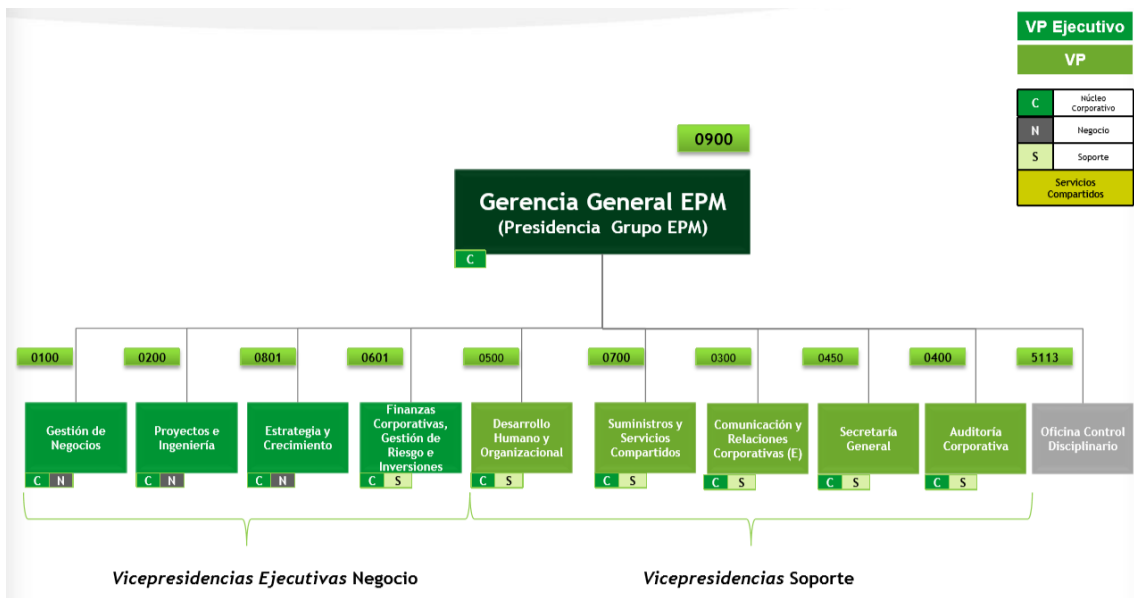 VP Ejecutivo
VP
C
Núcleo
Corporativo
N
Negocio
S
Soporte
Servicios
Compartidos
0900
Gerencia General EPM
(Presidencia Grupo EPM)
C
0100
0200
0801
0601
0500
0700
0300
0450
0400
5113
Gestión de
Negocios
C N
Proyectos e
Ingeniería
C N
Estrategia y
Crecimiento
C N
Finanzas
Corporativas,
Gestión de
Riesgo e
Inversiones
C S
Desarrollo
Humano y
Organizacional
C S
Suministros y
Servicios
Compartidos
C S
Comunicación y
Relaciones
Corporativas (E)
C S
Secretaría
General
C S
Auditoría
Corporativa
C S
Oficina Control
Disciplinario
Vicepresidencias Ejecutivas Negocio
Vicepresidencias Soporte